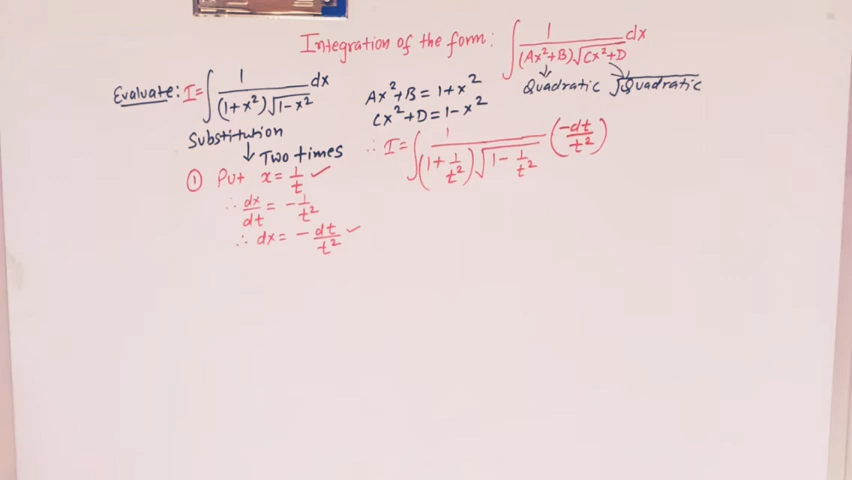 Integration of the form: ∫ 1/((Ax²+B)√(Cx²+D)) dx
Quadratic √Quadratic
Evaluate: I = ∫ 1/((1+x²)√(1-x²)) dx
Ax²+B = 1+x²
Cx²+D = 1-x²
Substitution
↓ Two times
① Put x = 1/t ✓
∴ dx/dt = -1/t²
∴ dx = -dt/t² ✓
∴ I = ∫ 1/((1+1/t²)√(1-1/t²)) (-dt/t²)